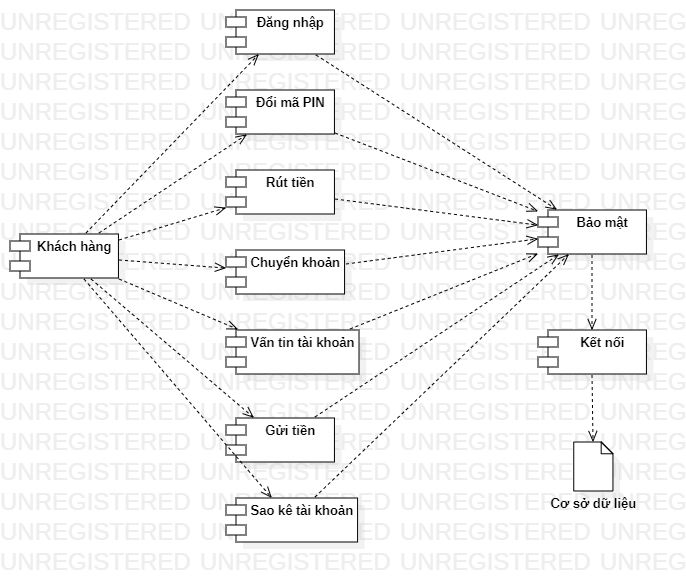 Đăng nhập
Đổi mã PIN
Rút tiền
Bảo mật
Khách hàng
Chuyển khoản
Vấn tin tài khoản
Kết nối
Gửi tiền
Cơ sở dữ liệu
Sao kê tài khoản
UNREGISTERED